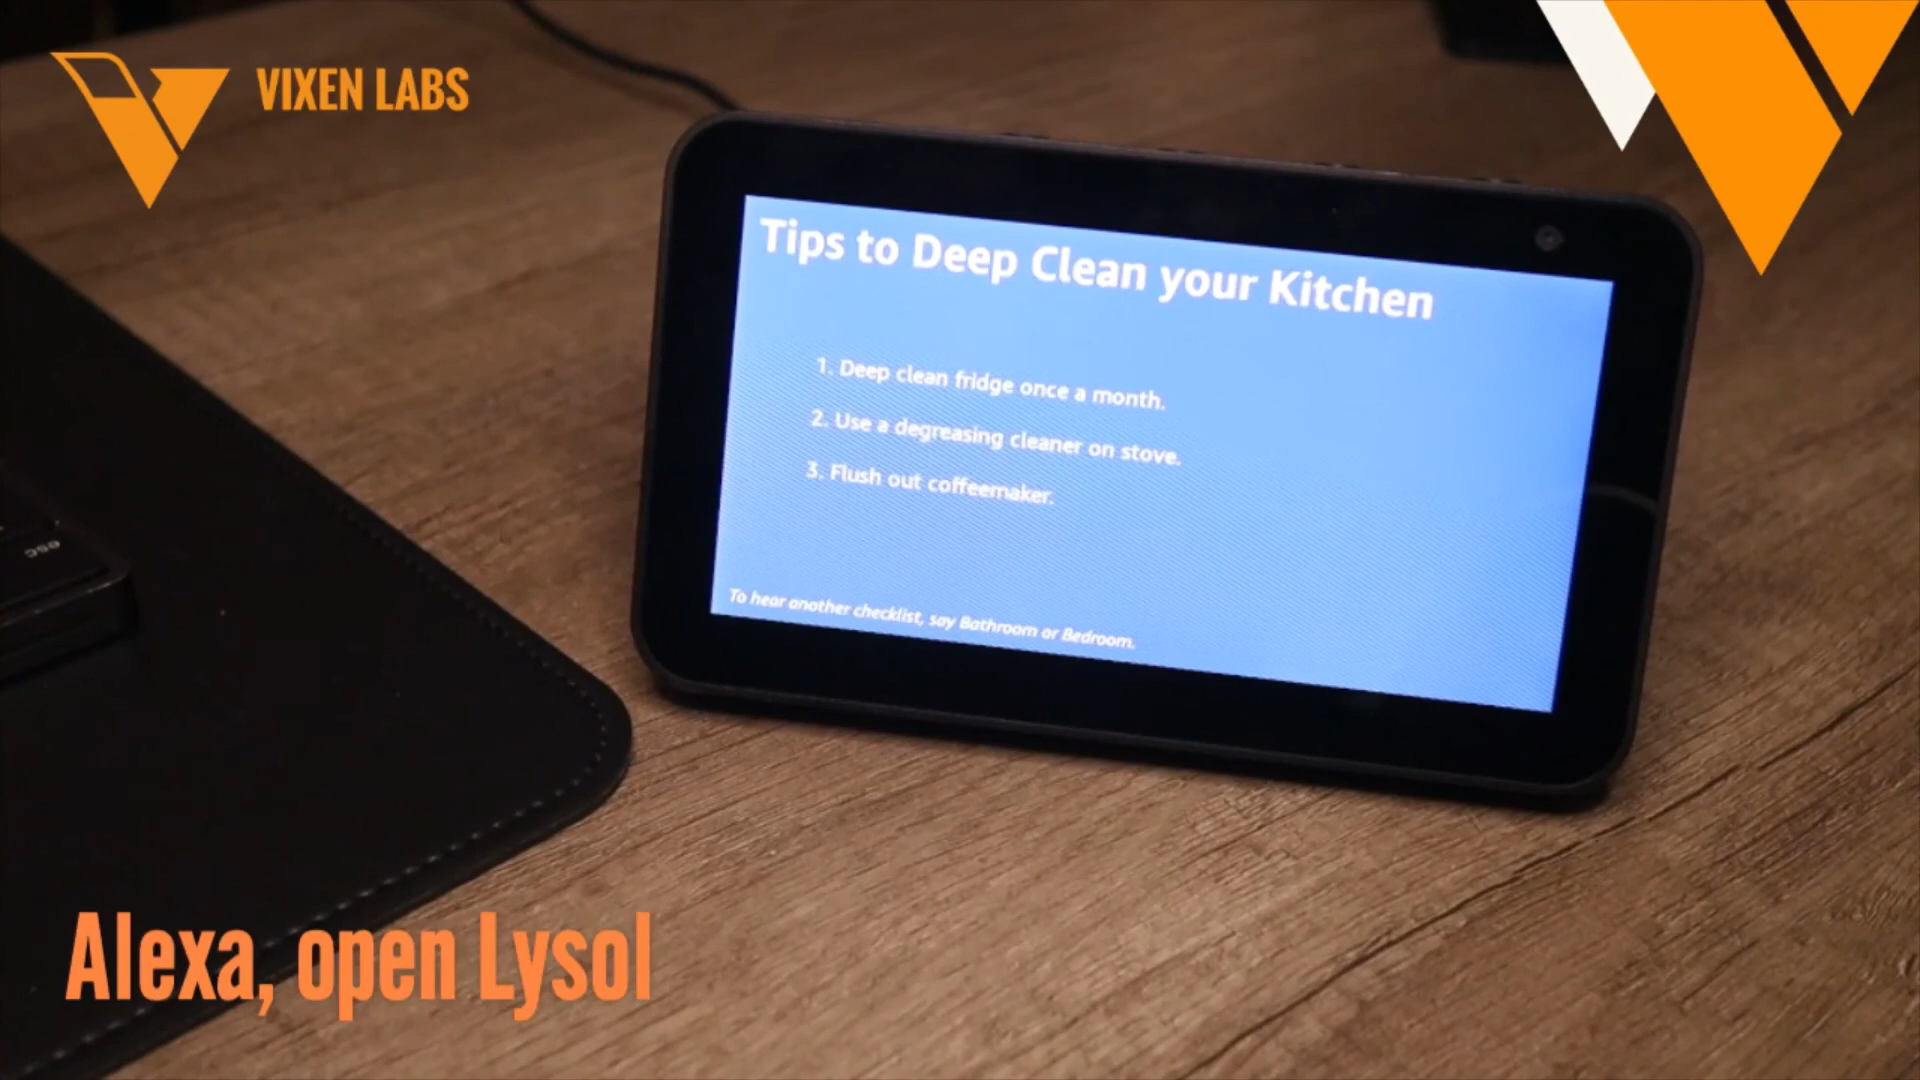 VIXEN LABS
Tips to Deep Clean your Kitchen
1. Deep clean fridge once a month.
2. Use a degreasing cleaner on stove.
3. Flush out coffeemaker.
To hear another checklist, say Bathroom or Bedroom.
esc
Alexa, open Lysol